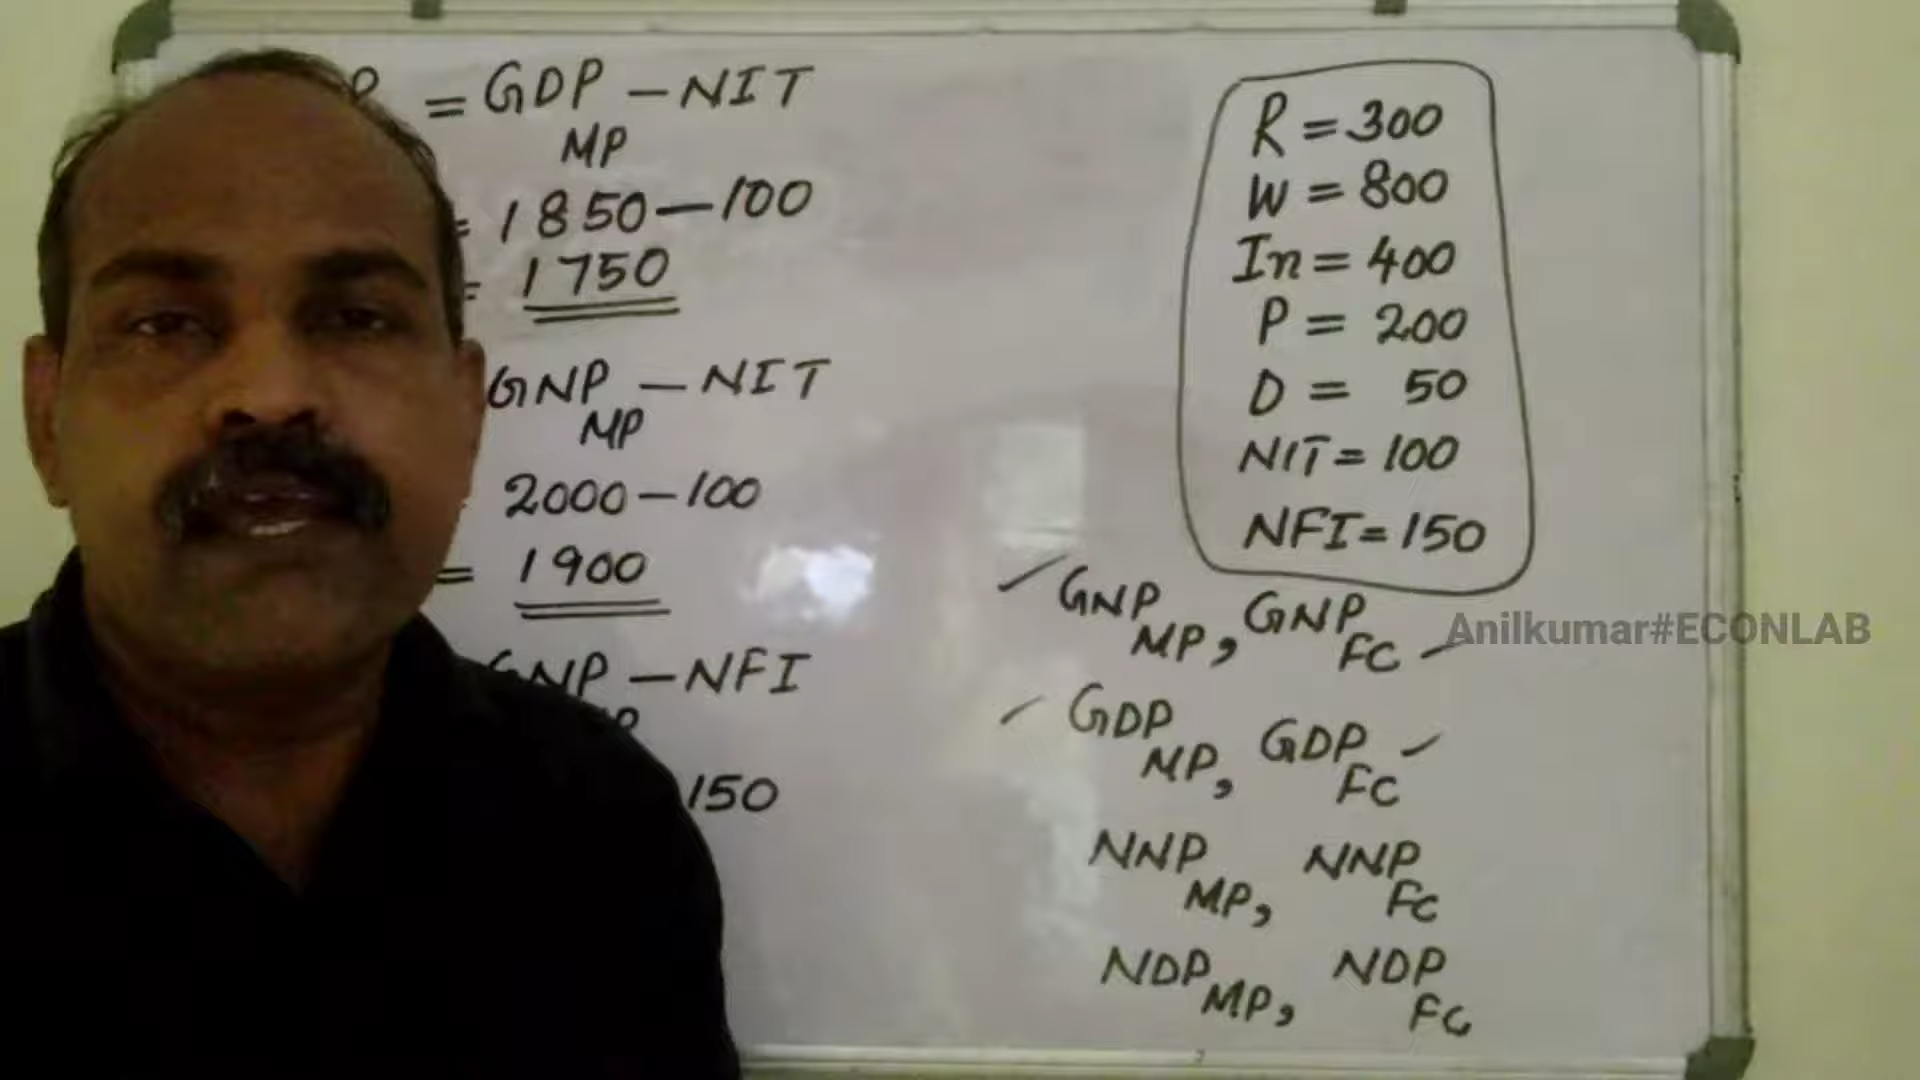 P = GDP – NIT
MP
= 1850 – 100
= 1750
GNP – NIT
MP
2000 – 100
= 1900
GNP – NFI
P
150
R = 300
W = 800
In = 400
P = 200
D = 50
NIT = 100
NFI = 150
GNP MP, GNP FC
GDP MP, GDP FC
NNP MP, NNP FC
NDP MP, NDP FC
Anilkumar#ECONLAB